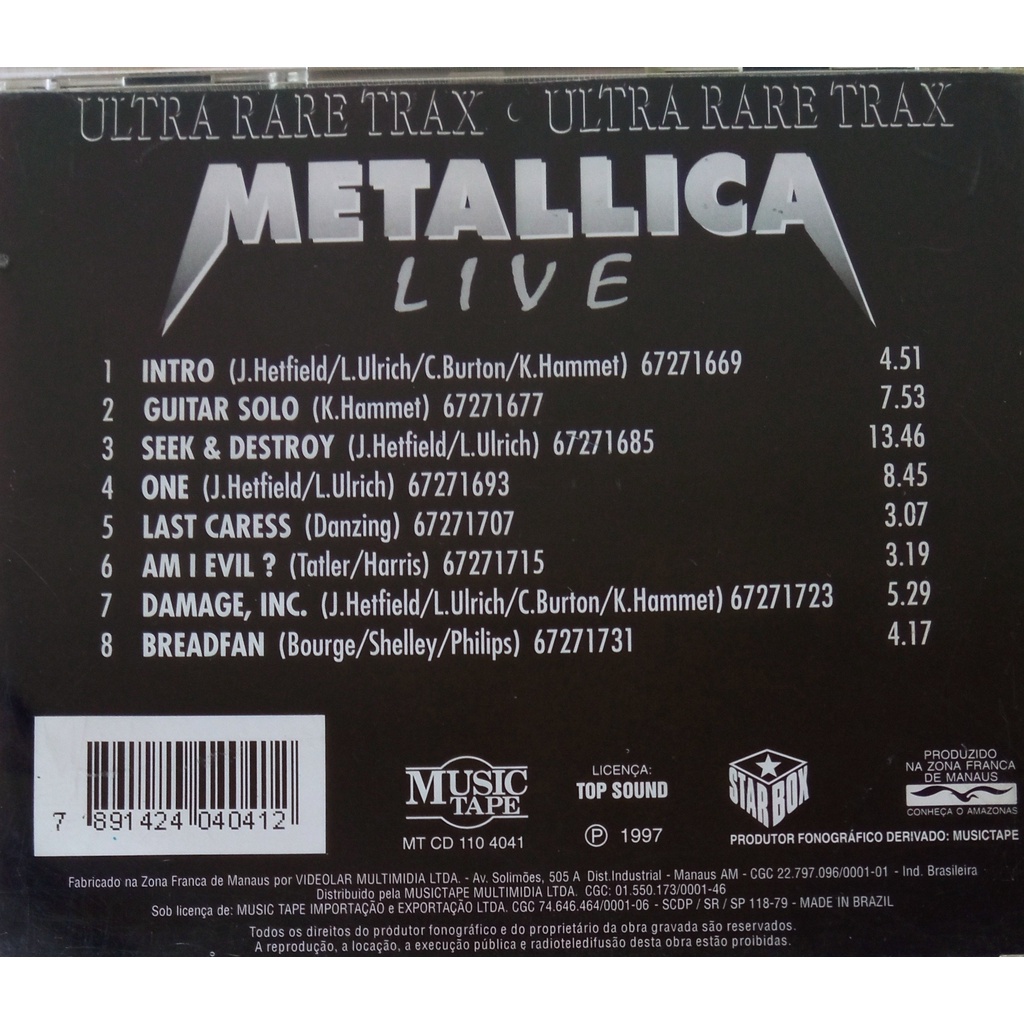 ULTRA RARE TRAX · ULTRA RARE TRAX
METALLICA
LIVE
1 INTRO (J.Hetfield/L.Ulrich/C.Burton/K.Hammet) 67271669 4.51
2 GUITAR SOLO (K.Hammet) 67271677 7.53
3 SEEK & DESTROY (J.Hetfield/L.Ulrich) 67271685 13.46
4 ONE (J.Hetfield/L.Ulrich) 67271693 8.45
5 LAST CARESS (Danzing) 67271707 3.07
6 AM I EVIL ? (Tatler/Harris) 67271715 3.19
7 DAMAGE, INC. (J.Hetfield/L.Ulrich/C.Burton/K.Hammet) 67271723 5.29
8 BREADFAN (Bourge/Shelley/Philips) 67271731 4.17
7 891424 040412
MUSIC
TAPE
MT CD 110 4041
LICENÇA:
TOP SOUND
℗ 1997
STAR BOX
PRODUZIDO
NA ZONA FRANCA
DE MANAUS
CONHEÇA O AMAZONAS
PRODUTOR FONOGRÁFICO DERIVADO: MUSICTAPE
Fabricado na Zona Franca de Manaus por VIDEOLAR MULTIMIDIA LTDA. - Av. Solimões, 505 A Dist.Industrial - Manaus AM - CGC 22.797.096/0001-01 - Ind. Brasileira
Distribuido pela MUSICTAPE MULTIMIDIA LTDA. CGC: 01.550.173/0001-46
Sob licença de: MUSIC TAPE IMPORTAÇÃO e EXPORTAÇÃO LTDA. CGC 74.646.464/0001-06 - SCDP / SR / SP 118-79 - MADE IN BRAZIL
Todos os direitos do produtor fonográfico e do proprietário da obra gravada são reservados.
A reprodução, a locação, a execução pública e radioteledifusão desta obra estão proibidas.